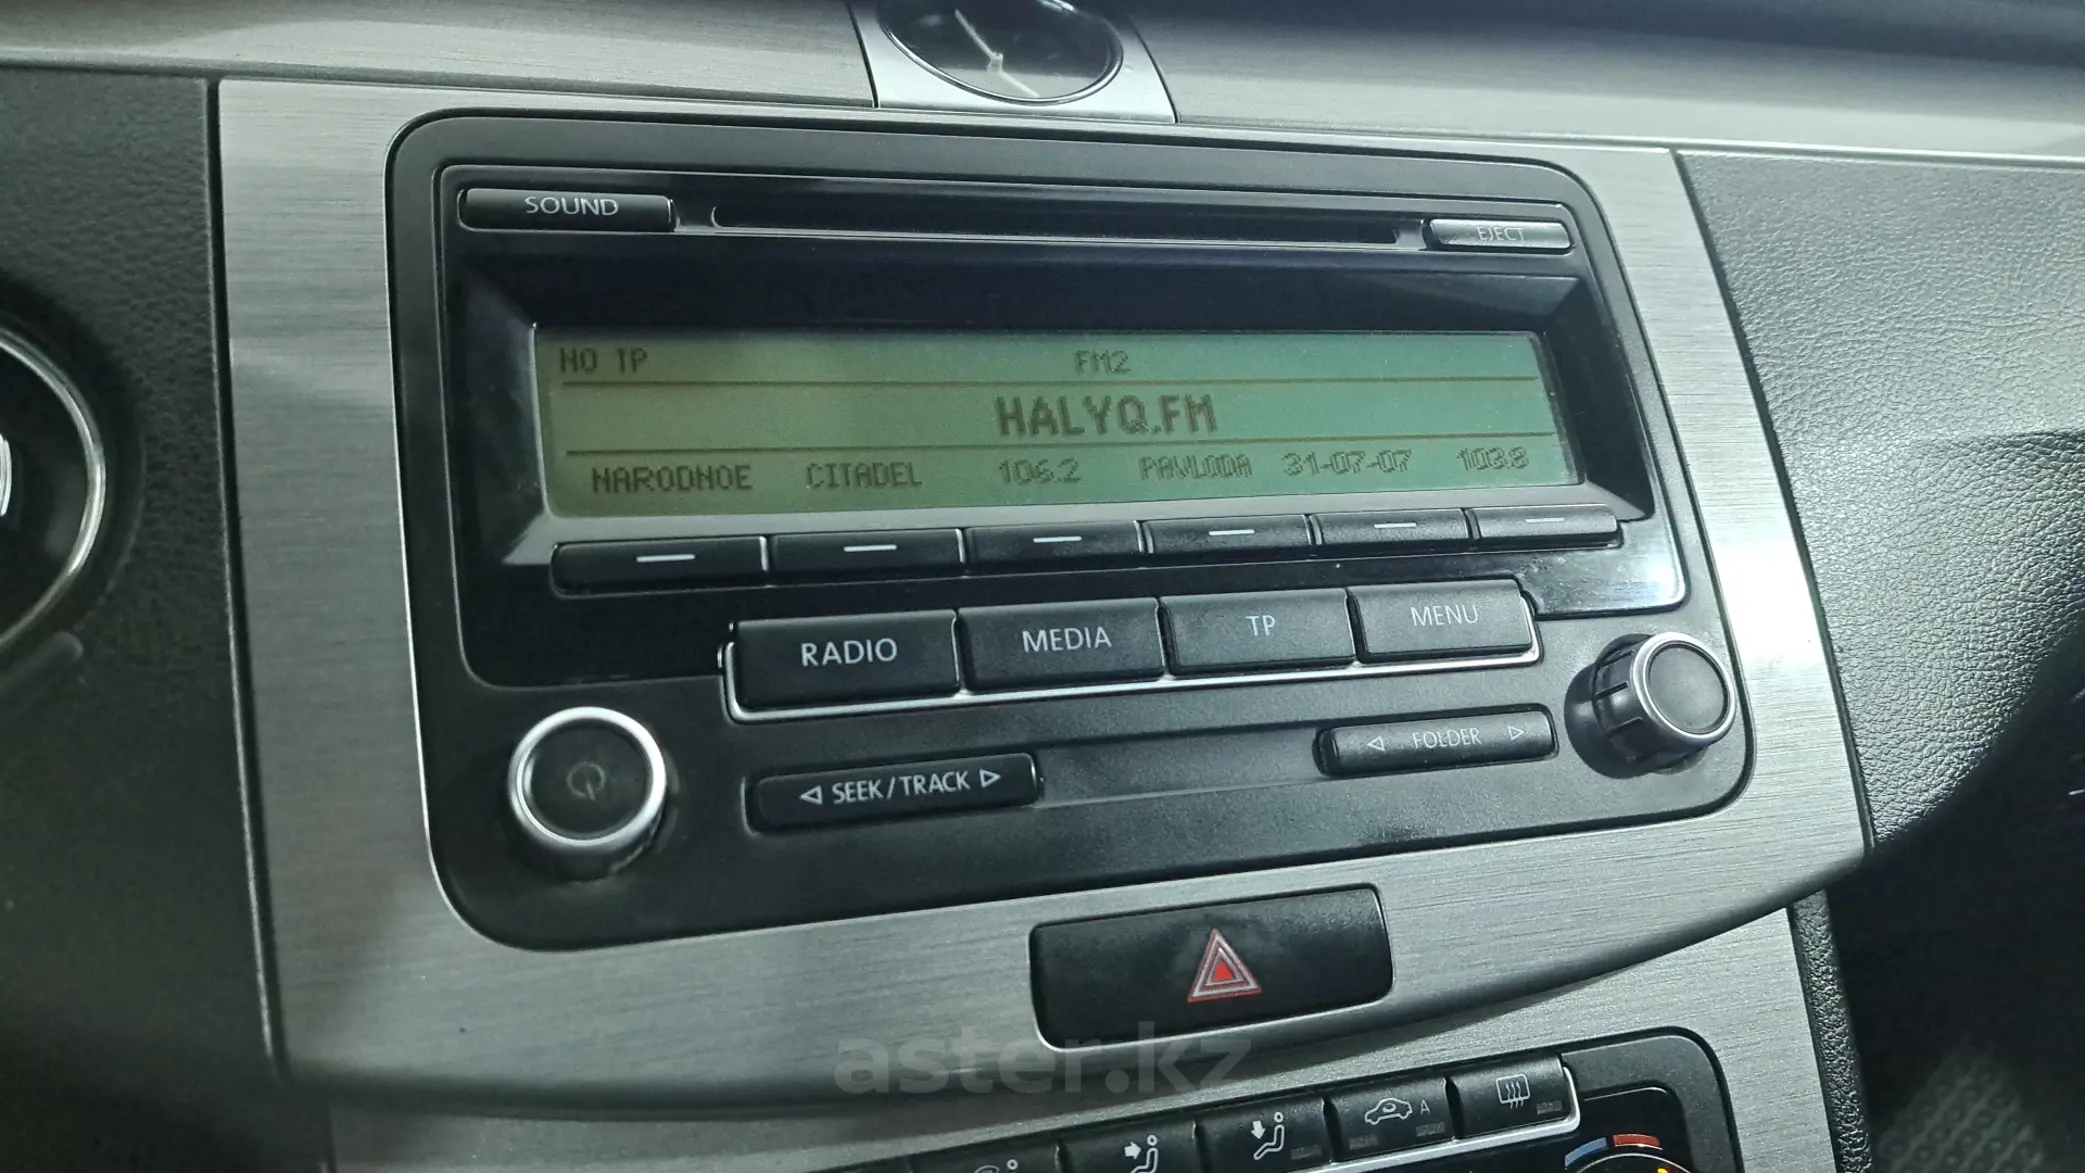 SOUND
EJECT
NO TP FM2
HALYQ.FM
NARODNOE CITADEL 106.2 PAVLODA 31-07-07 103.8
RADIO MEDIA TP MENU
SEEK/TRACK FOLDER
aster.kz
A